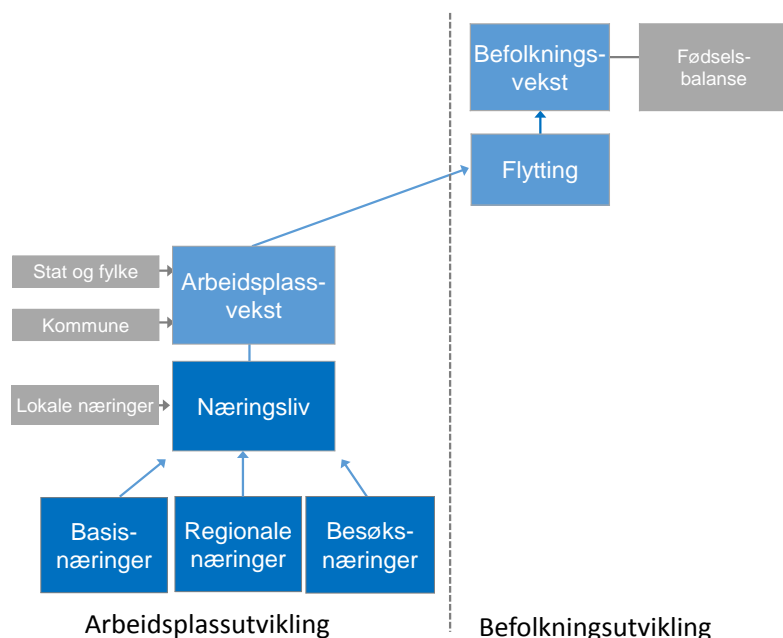 Befolknings-
vekst
Fødsels-
balanse
Flytting
Stat og fylke
Arbeidsplass-
vekst
Kommune
Lokale næringer
Næringsliv
Basis-
næringer
Regionale
næringer
Besøks-
næringer
Arbeidsplassutvikling
Befolkningsutvikling